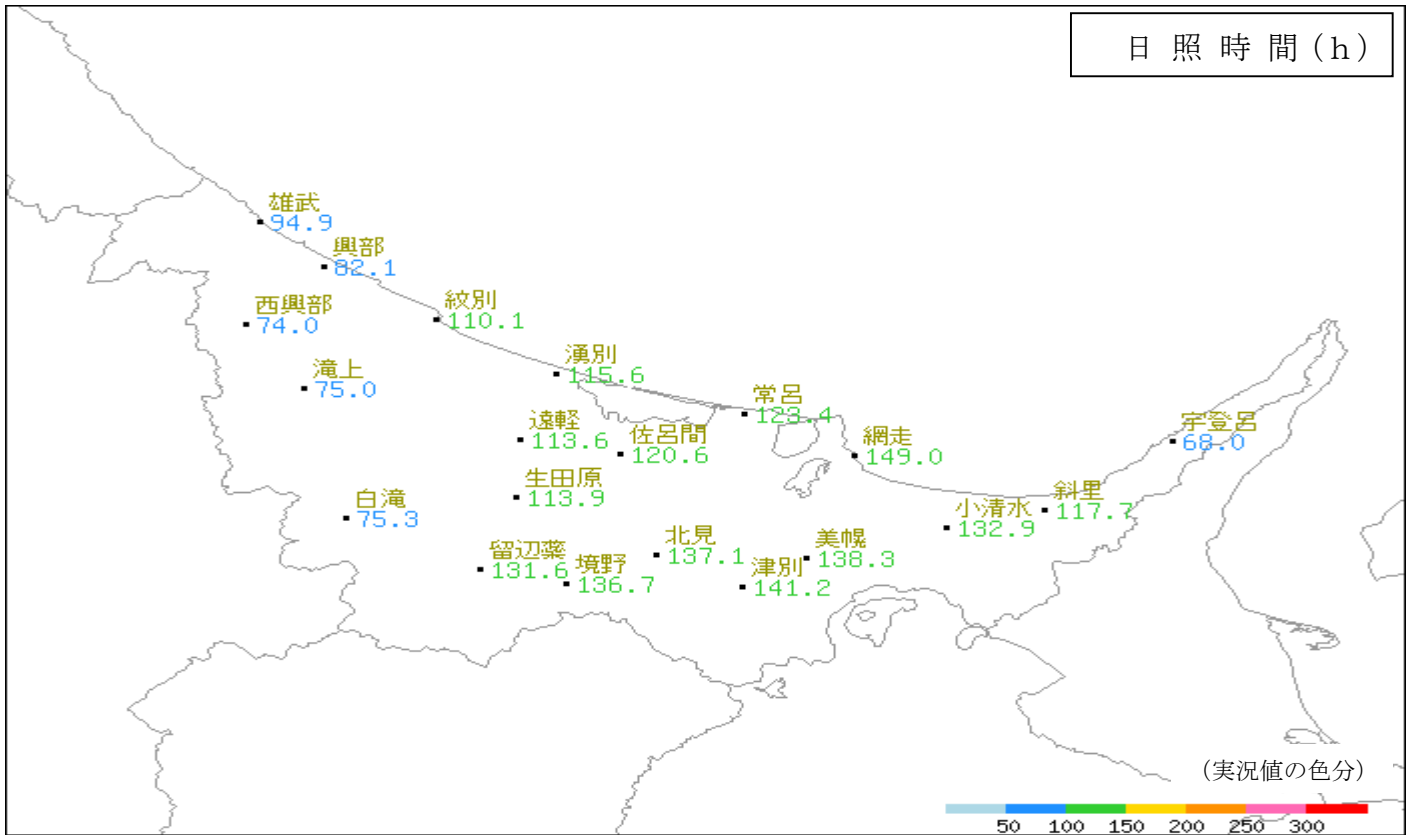 日照時間(h)
雄武
94.9
興部
82.1
西興部
74.0
紋別
110.1
滝上
75.0
湧別
115.6
常呂
123.4
遠軽
113.6
佐呂間
120.6
網走
149.0
宇登呂
68.0
生田原
113.9
白滝
75.3
斜里
117.7
小清水
132.9
北見
137.1
美幌
138.3
留辺蘂
131.6
境野
136.7
津別
141.2
(実況値の色分)
50 100 150 200 250 300